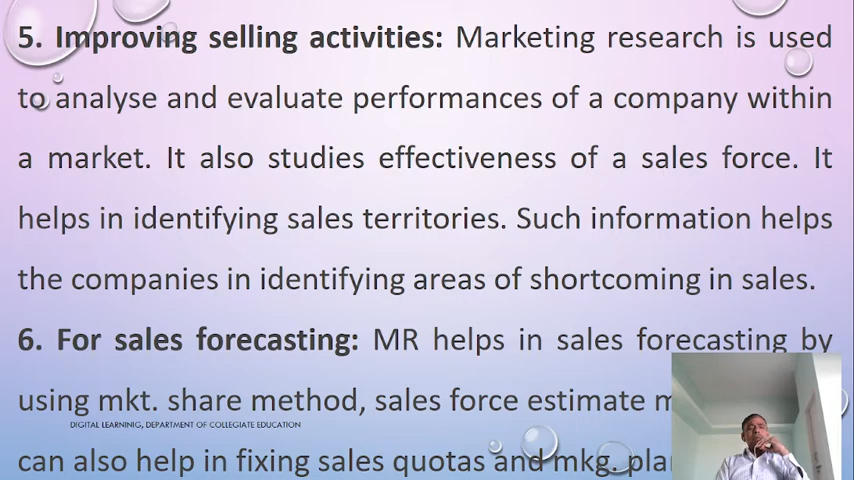 5. Improving selling activities: Marketing research is used
to analyse and evaluate performances of a company within
a market. It also studies effectiveness of a sales force. It
helps in identifying sales territories. Such information helps
the companies in identifying areas of shortcoming in sales.
6. For sales forecasting: MR helps in sales forecasting by
using mkt. share method, sales force estimate
DIGITAL LEARNINIG, DEPARTMENT OF COLLEGIATE EDUCATION
can also help in fixing sales quotas and mkg.